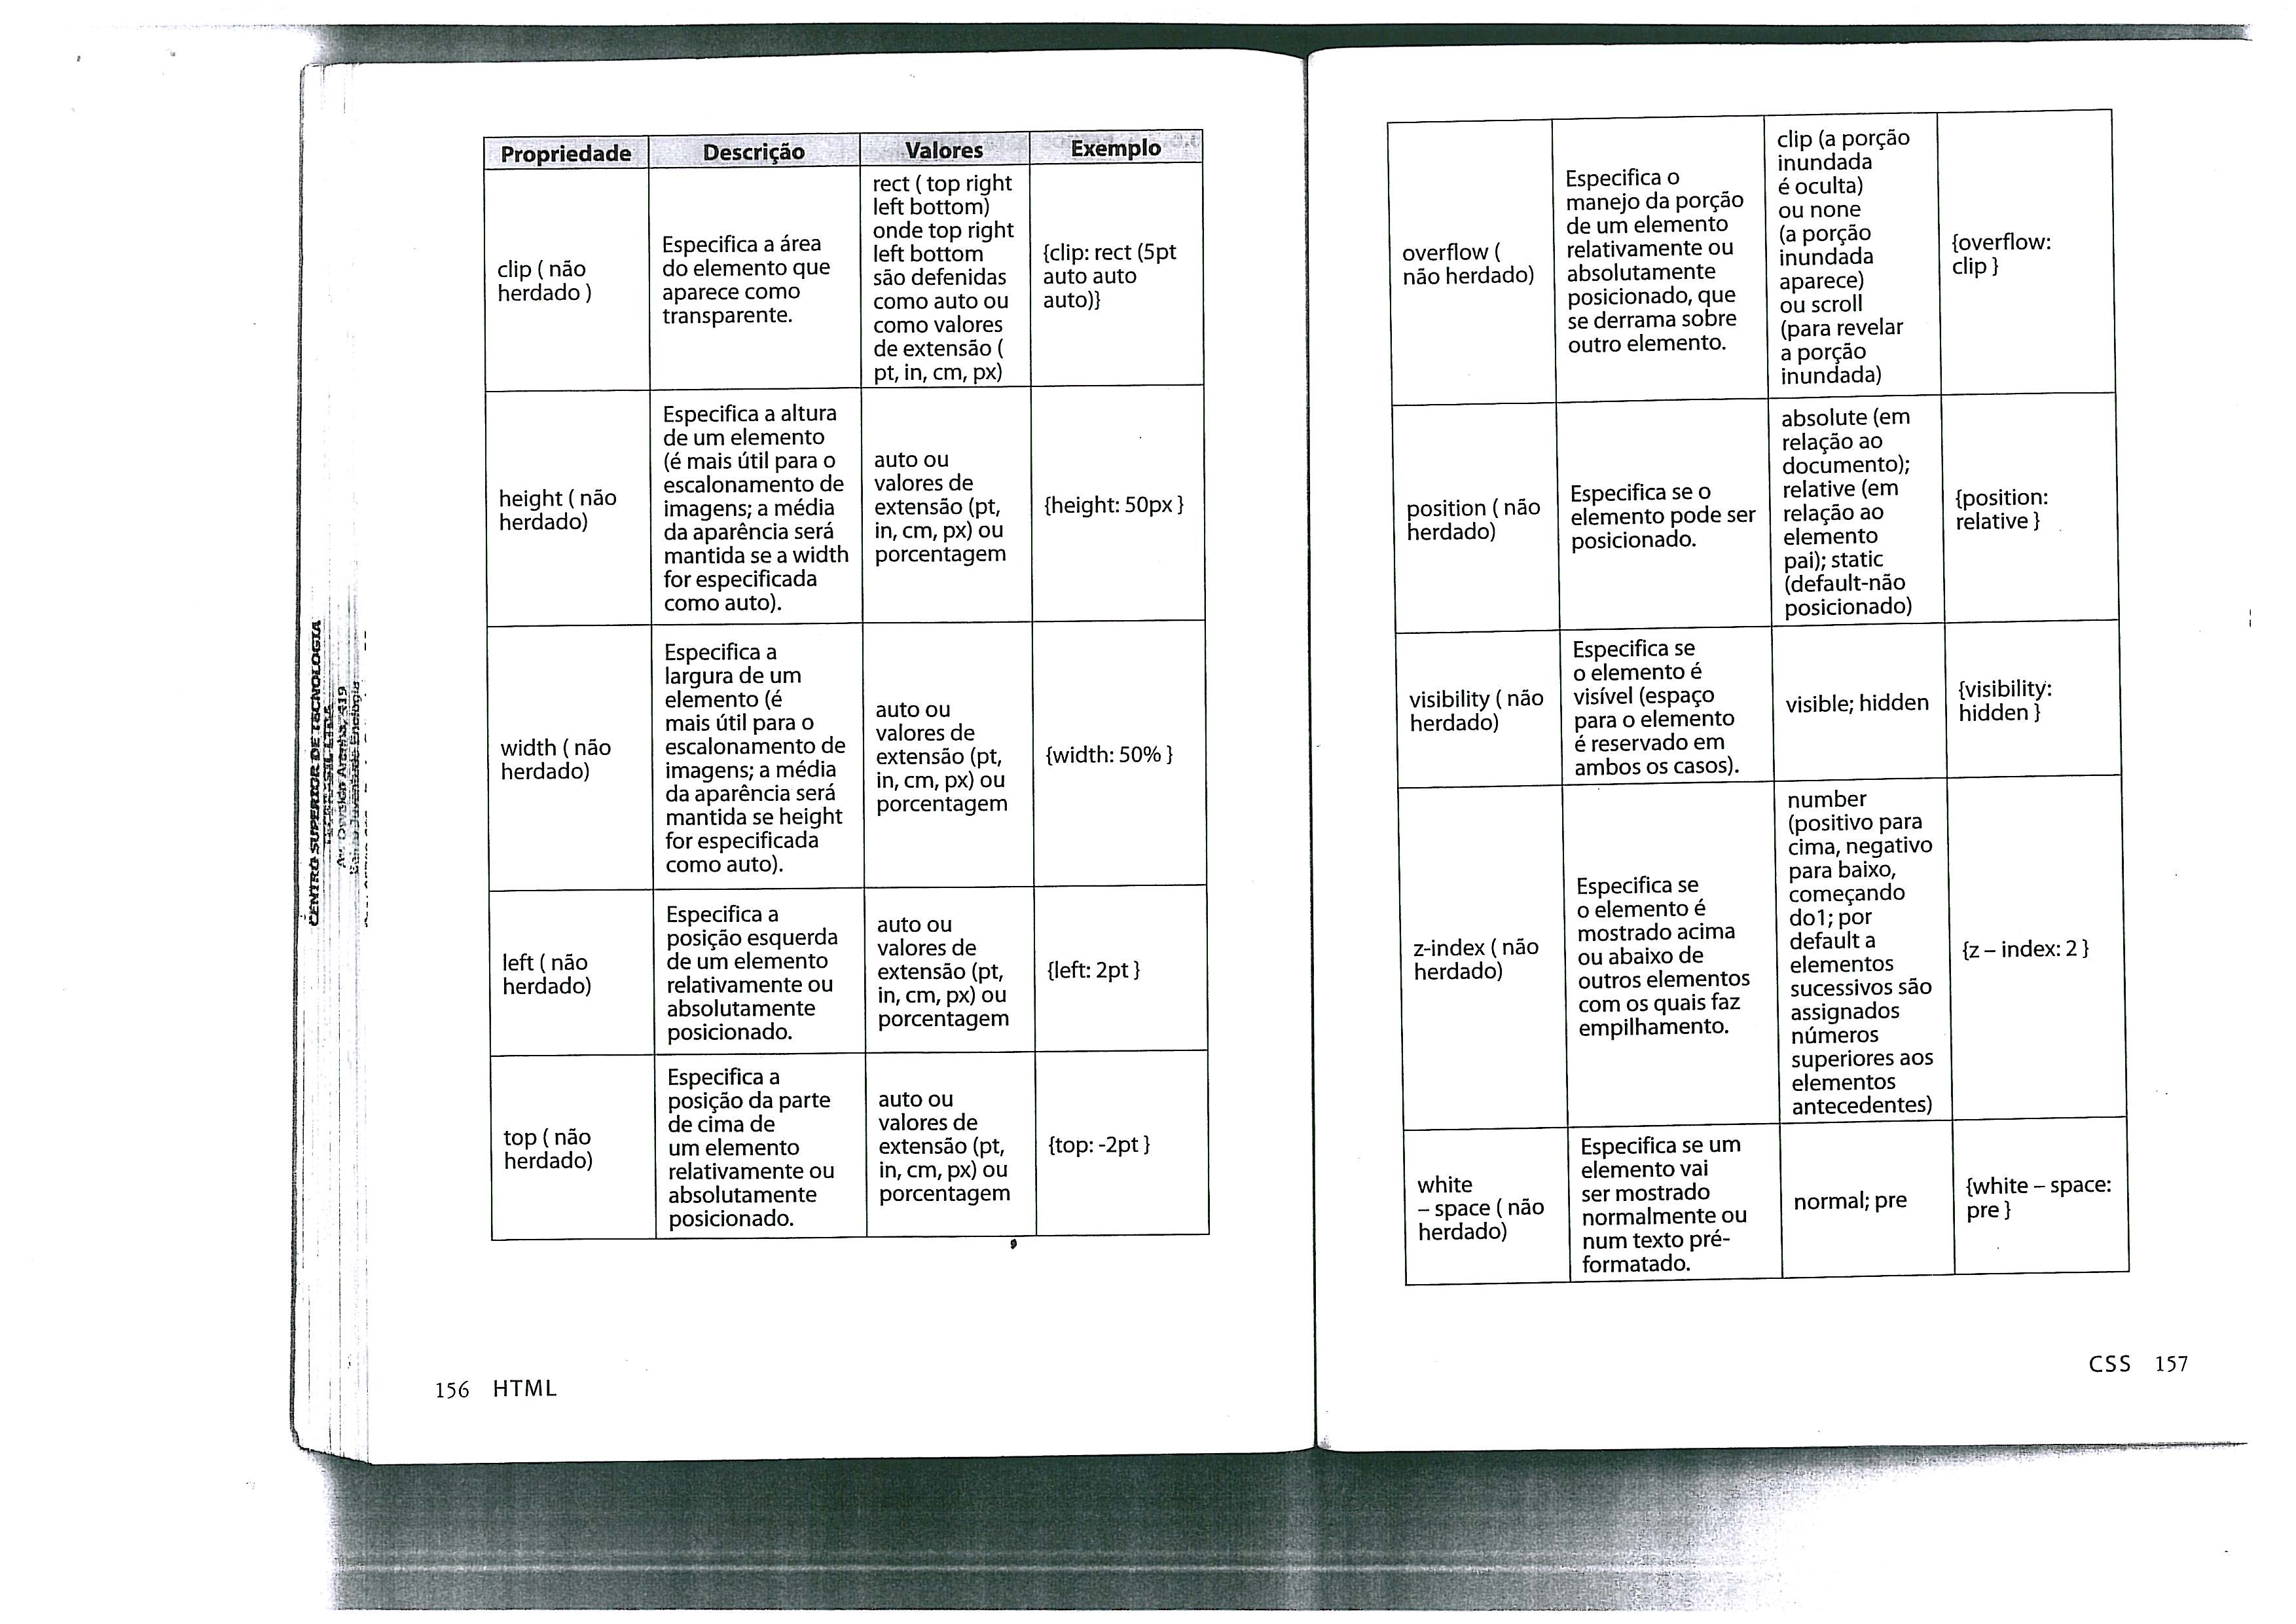 Propriedade Descrição Valores Exemplo
clip ( não
herdado )
Especifica a área
do elemento que
aparece como
transparente.
rect ( top right
left bottom)
onde top right
left bottom
são defenidas
como auto ou
como valores
de extensão (
pt, in, cm, px)
{clip: rect (5pt
auto auto
auto)}
height ( não
herdado)
Especifica a altura
de um elemento
(é mais útil para o
escalonamento de
imagens; a média
da aparência será
mantida se a width
for especificada
como auto).
auto ou
valores de
extensão (pt,
in, cm, px) ou
porcentagem
{height: 50px }
width ( não
herdado)
Especifica a
largura de um
elemento (é
mais útil para o
escalonamento de
imagens; a média
da aparência será
mantida se height
for especificada
como auto).
auto ou
valores de
extensão (pt,
in, cm, px) ou
porcentagem
{width: 50% }
left ( não
herdado)
Especifica a
posição esquerda
de um elemento
relativamente ou
absolutamente
posicionado.
auto ou
valores de
extensão (pt,
in, cm, px) ou
porcentagem
{left: 2pt }
top ( não
herdado)
Especifica a
posição da parte
de cima de
um elemento
relativamente ou
absolutamente
posicionado.
auto ou
valores de
extensão (pt,
in, cm, px) ou
porcentagem
{top: -2pt }
156 HTML
CENTRO SUPERIOR DE TECNOLOGIA
overflow (
não herdado)
Especifica o
manejo da porção
de um elemento
relativamente ou
absolutamente
posicionado, que
se derrama sobre
outro elemento.
clip (a porção
inundada
é oculta)
ou none
(a porção
inundada
aparece)
ou scroll
(para revelar
a porção
inundada)
{overflow:
clip }
position ( não
herdado)
Especifica se o
elemento pode ser
posicionado.
absolute (em
relação ao
documento);
relative (em
relação ao
elemento
pai); static
(default-não
posicionado)
{position:
relative }
visibility ( não
herdado)
Especifica se
o elemento é
visível (espaço
para o elemento
é reservado em
ambos os casos).
visible; hidden
{visibility:
hidden }
z-index ( não
herdado)
Especifica se
o elemento é
mostrado acima
ou abaixo de
outros elementos
com os quais faz
empilhamento.
number
(positivo para
cima, negativo
para baixo,
começando
do1; por
default a
elementos
sucessivos são
assignados
números
superiores aos
elementos
antecedentes)
{z – index: 2 }
white
– space ( não
herdado)
Especifica se um
elemento vai
ser mostrado
normalmente ou
num texto pré-
formatado.
normal; pre
{white – space:
pre }
CSS 157